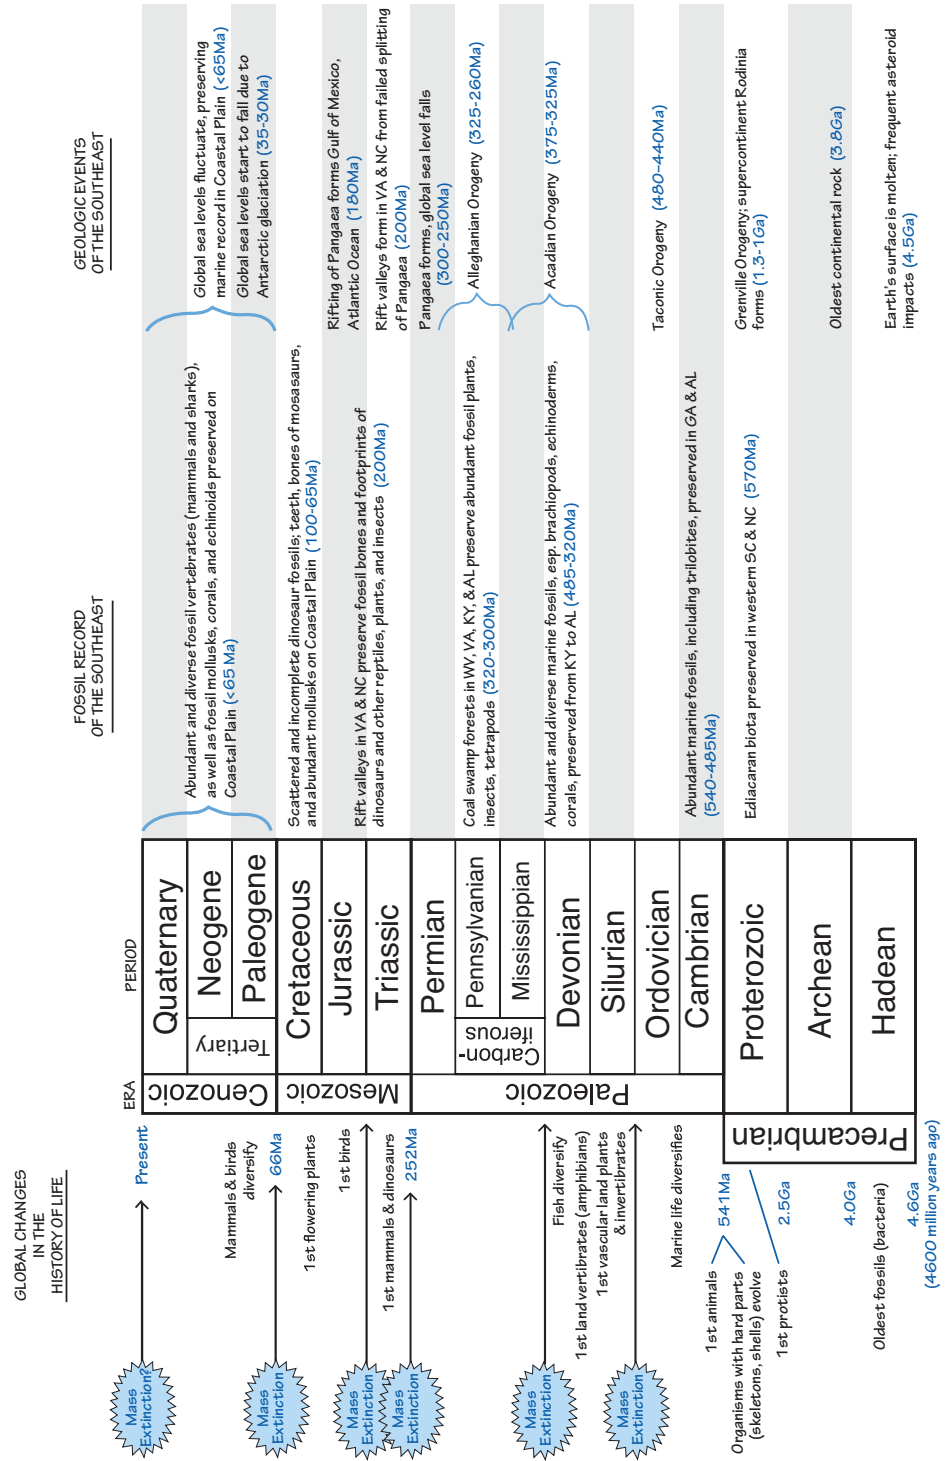 GLOBAL CHANGES
IN THE
HISTORY OF LIFE
ERA
PERIOD
FOSSIL RECORD
OF THE SOUTHEAST
GEOLOGIC EVENTS
OF THE SOUTHEAST
Mass
Extinction?
Present
Mammals & birds
diversify
Mass
Extinction
66Ma
1st flowering plants
1st birds
Mass
Extinction
1st mammals & dinosaurs
Mass
Extinction
252Ma
Mass
Extinction
Fish diversify
1st land vertibrates (amphibians)
1st vascular land plants
& invertibrates
Mass
Extinction
Marine life diversifies
1st animals
541Ma
Organisms with hard parts
(skeletons, shells) evolve
1st protists
2.5Ga
4.0Ga
Oldest fossils (bacteria)
4.6Ga
(4600 million years ago)
Cenozoic
Mesozoic
Paleozoic
Precambrian
Quaternary
Tertiary
Neogene
Paleogene
Cretaceous
Jurassic
Triassic
Permian
Carbon-
iferous
Pennsylvanian
Mississippian
Devonian
Silurian
Ordovician
Cambrian
Proterozoic
Archean
Hadean
Abundant and diverse fossil vertebrates (mammals and sharks),
as well as fossil mollusks, corals, and echinoids preserved on
Coastal Plain (<65 Ma)
Scattered and incomplete dinosaur fossils; teeth, bones of mosasaurs,
and abundant mollusks on Coastal Plain (100-65Ma)
Rift valleys in VA & NC preserve fossil bones and footprints of
dinosaurs and other reptiles, plants, and insects (200Ma)
Coal swamp forests in WV, VA, KY, & AL preserve abundant fossil plants,
insects, tetrapods (320-300Ma)
Abundant and diverse marine fossils, esp. brachiopods, echinoderms,
corals, preserved from KY to AL (485-320Ma)
Abundant marine fossils, including trilobites, preserved in GA & AL
(540-485Ma)
Ediacaran biota preserved in western SC & NC (570Ma)
Global sea levels fluctuate, preserving
marine record in Coastal Plain (<65Ma)
Global sea levels start to fall due to
Antarctic glaciation (35-30Ma)
Rifting of Pangaea forms Gulf of Mexico,
Atlantic Ocean (180Ma)
Rift valleys form in VA & NC from failed splitting
of Pangaea (200Ma)
Pangaea forms, global sea level falls
(300-250Ma)
Alleghanian Orogeny (325-260Ma)
Acadian Orogeny (375-325Ma)
Taconic Orogeny (480-440Ma)
Grenville Orogeny; supercontinent Rodinia
forms (1.3-1Ga)
Oldest continental rock (3.8Ga)
Earth's surface is molten; frequent asteroid
impacts (4.5Ga)